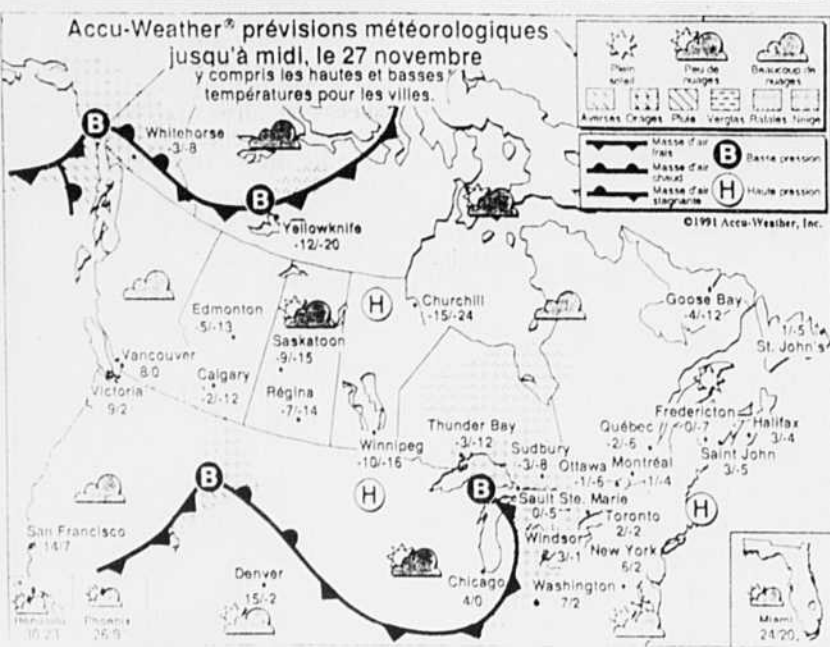 Accu-Weather® prévisions météorologiques
jusqu'à midi, le 27 novembre
y compris les hautes et basses
températures pour les villes.
Plein soleil
Peu de nuages
Beaucoup de nuages
Averses Orages Pluie Verglas Rafales Neige
Masse d'air frais
Masse d'air chaud
Masse d'air stagnante
B Basse pression
H Haute pression
©1991 Accu-Weather, Inc.
B
Whitehorse
-3/-8
B
Yellowknife
-12/-20
Edmonton
-5/-13
Saskatoon
-9/-15
H
Churchill
-15/-24
Goose Bay
-4/-12
1/-5
St. John's
Vancouver
8/0
Victoria
9/2
Calgary
-2/-12
Régina
-7/-14
Winnipeg
-10/-16
Thunder Bay
-3/-12
Sudbury
-3/-8
Ottawa
-1/-6
Montréal
-1/-4
Québec
-2/-6
Fredericton
0/-7
Halifax
3/-4
Saint John
3/-5
B
H
B
Sault Ste. Marie
0/-5
Toronto
2/-2
H
Windsor
3/-1
New York
6/2
San Francisco
14/7
Denver
15/-2
Chicago
4/0
Washington
7/2
Honolulu
Phoenix
Miami
24/20